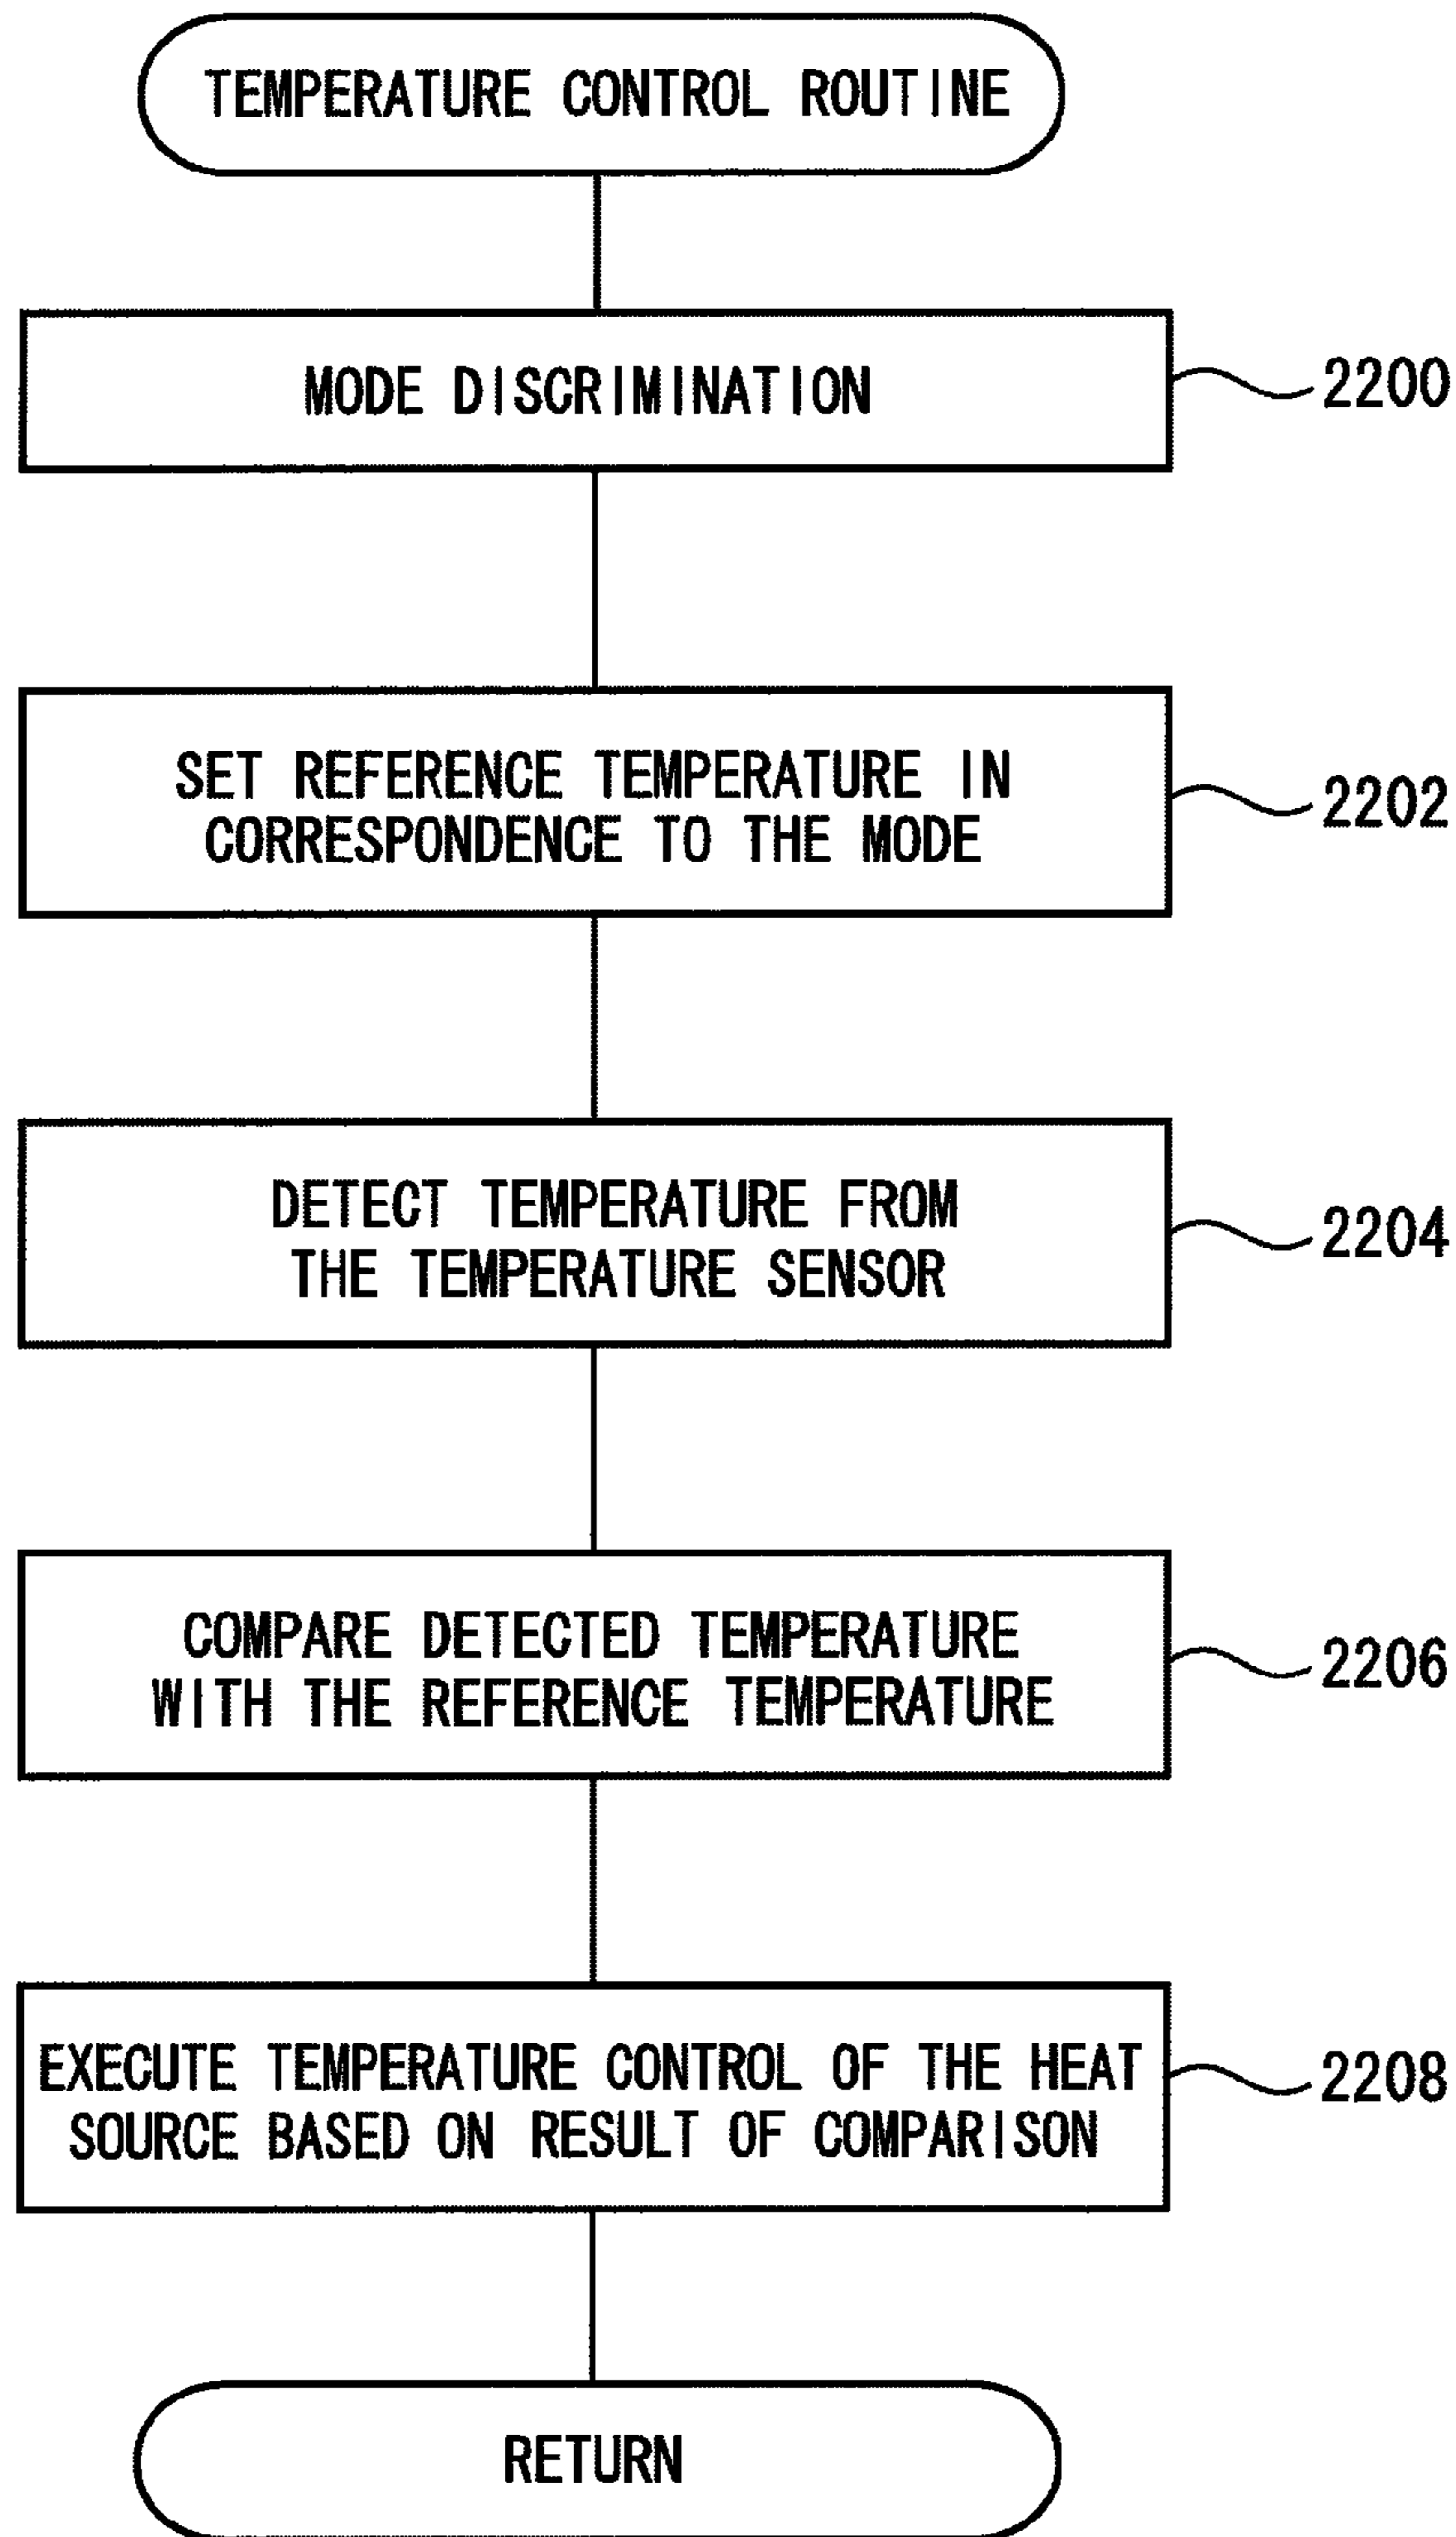 TEMPERATURE CONTROL ROUTINE
MODE DISCRIMINATION
2200
SET REFERENCE TEMPERATURE IN
CORRESPONDENCE TO THE MODE
2202
DETECT TEMPERATURE FROM
THE TEMPERATURE SENSOR
2204
COMPARE DETECTED TEMPERATURE
WITH THE REFERENCE TEMPERATURE
2206
EXECUTE TEMPERATURE CONTROL OF THE HEAT
SOURCE BASED ON RESULT OF COMPARISON
2208
RETURN